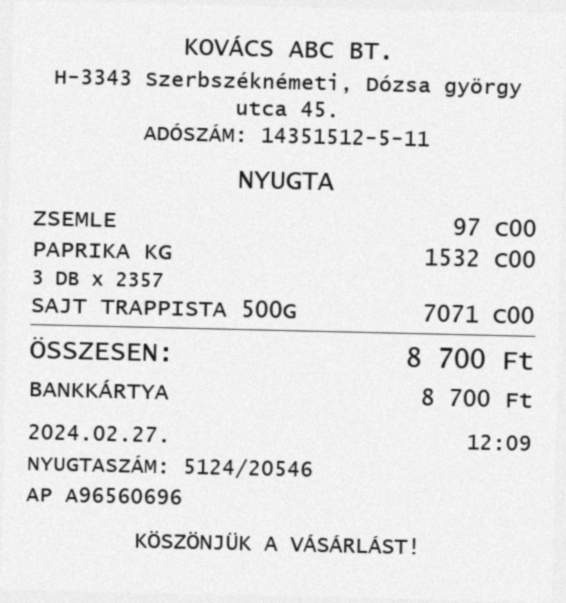 KOVÁCS ABC BT.
H-3343 Szerbszéknémeti, Dózsa györgy
utca 45.
ADÓSZÁM: 14351512-5-11
NYUGTA
ZSEMLE 97 C00
PAPRIKA KG 1532 C00
3 DB x 2357
SAJT TRAPPISTA 500G 7071 C00
ÖSSZESEN: 8 700 Ft
BANKKÁRTYA 8 700 Ft
2024.02.27. 12:09
NYUGTASZÁM: 5124/20546
AP A96560696
KÖSZÖNJÜK A VÁSÁRLÁST!